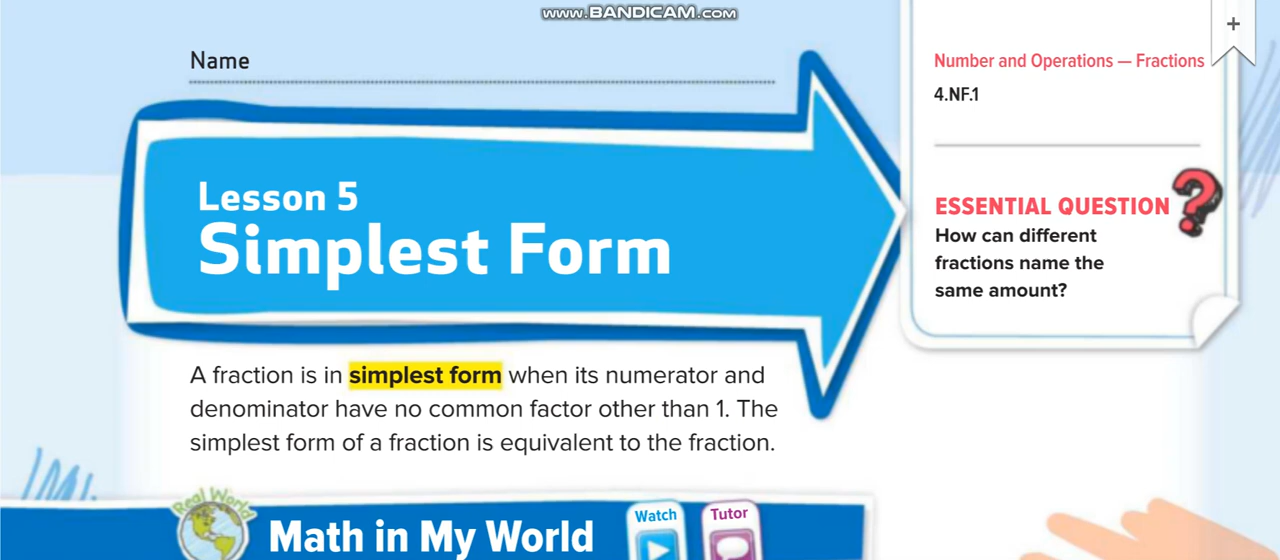 www.BANDICAM.com
Name
Number and Operations — Fractions
4.NF.1
Lesson 5
Simplest Form
ESSENTIAL QUESTION
How can different
fractions name the
same amount?
A fraction is in simplest form when its numerator and
denominator have no common factor other than 1. The
simplest form of a fraction is equivalent to the fraction.
Real World
Math in My World
Watch
Tutor